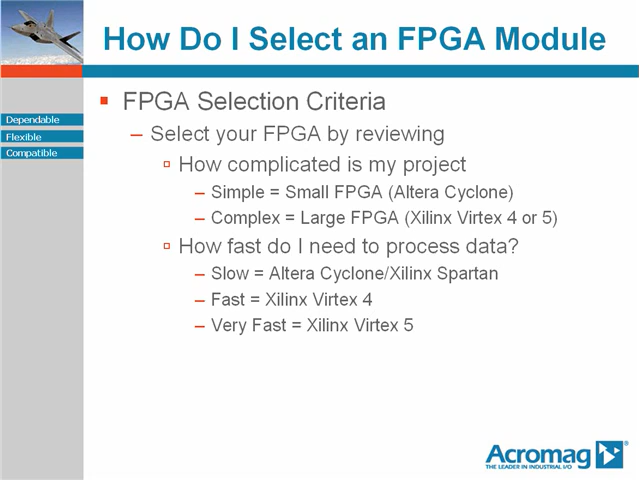 How Do I Select an FPGA Module
Dependable
Flexible
Compatible
FPGA Selection Criteria
– Select your FPGA by reviewing
How complicated is my project
– Simple = Small FPGA (Altera Cyclone)
– Complex = Large FPGA (Xilinx Virtex 4 or 5)
How fast do I need to process data?
– Slow = Altera Cyclone/Xilinx Spartan
– Fast = Xilinx Virtex 4
– Very Fast = Xilinx Virtex 5
Acromag®
THE LEADER IN INDUSTRIAL I/O